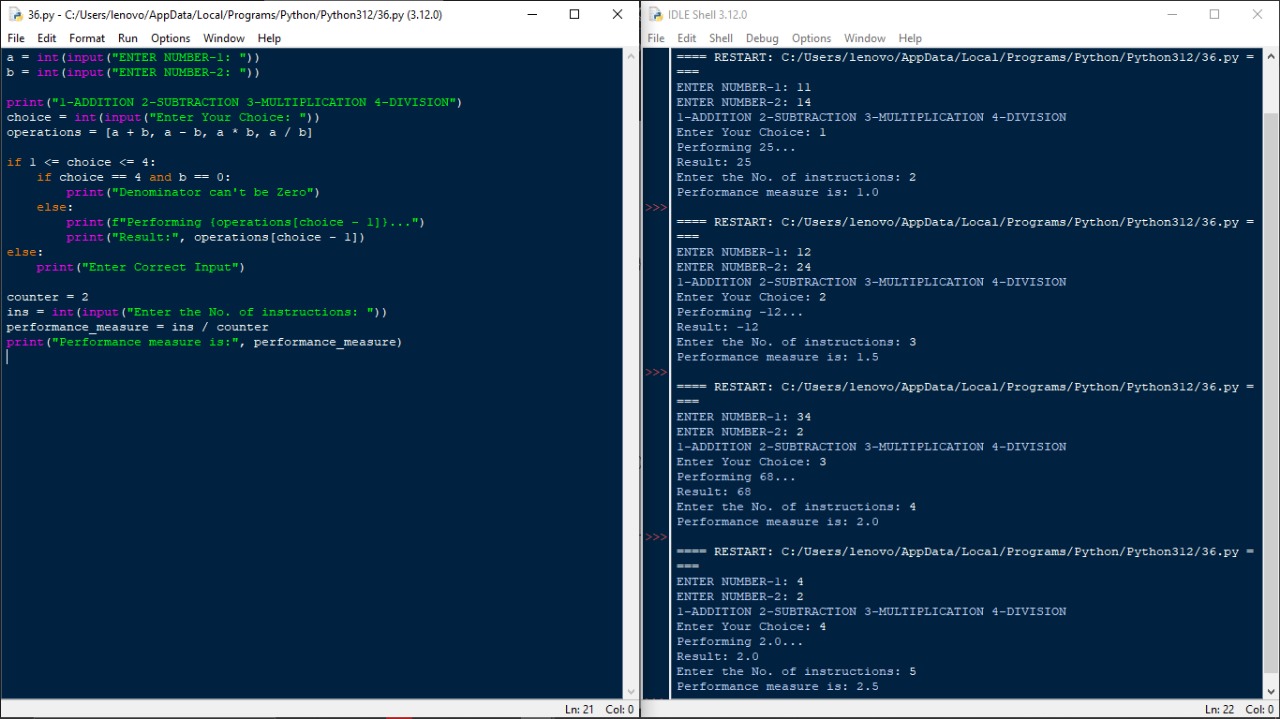 36.py - C:/Users/lenovo/AppData/Local/Programs/Python/Python312/36.py (3.12.0)
File Edit Format Run Options Window Help
a = int(input("ENTER NUMBER-1: "))
b = int(input("ENTER NUMBER-2: "))

print("1-ADDITION 2-SUBTRACTION 3-MULTIPLICATION 4-DIVISION")
choice = int(input("Enter Your Choice: "))
operations = [a + b, a - b, a * b, a / b]

if 1 <= choice <= 4:
    if choice == 4 and b == 0:
        print("Denominator can't be Zero")
    else:
        print(f"Performing {operations[choice - 1]}...")
        print("Result:", operations[choice - 1])
else:
    print("Enter Correct Input")

counter = 2
ins = int(input("Enter the No. of instructions: "))
performance_measure = ins / counter
print("Performance measure is:", performance_measure)
Ln: 21 Col: 0
IDLE Shell 3.12.0
File Edit Shell Debug Options Window Help
==== RESTART: C:/Users/lenovo/AppData/Local/Programs/Python/Python312/36.py =
===
ENTER NUMBER-1: 11
ENTER NUMBER-2: 14
1-ADDITION 2-SUBTRACTION 3-MULTIPLICATION 4-DIVISION
Enter Your Choice: 1
Performing 25...
Result: 25
Enter the No. of instructions: 2
Performance measure is: 1.0
>>>
==== RESTART: C:/Users/lenovo/AppData/Local/Programs/Python/Python312/36.py =
===
ENTER NUMBER-1: 12
ENTER NUMBER-2: 24
1-ADDITION 2-SUBTRACTION 3-MULTIPLICATION 4-DIVISION
Enter Your Choice: 2
Performing -12...
Result: -12
Enter the No. of instructions: 3
Performance measure is: 1.5
>>>
==== RESTART: C:/Users/lenovo/AppData/Local/Programs/Python/Python312/36.py =
===
ENTER NUMBER-1: 34
ENTER NUMBER-2: 2
1-ADDITION 2-SUBTRACTION 3-MULTIPLICATION 4-DIVISION
Enter Your Choice: 3
Performing 68...
Result: 68
Enter the No. of instructions: 4
Performance measure is: 2.0
>>>
==== RESTART: C:/Users/lenovo/AppData/Local/Programs/Python/Python312/36.py =
===
ENTER NUMBER-1: 4
ENTER NUMBER-2: 2
1-ADDITION 2-SUBTRACTION 3-MULTIPLICATION 4-DIVISION
Enter Your Choice: 4
Performing 2.0...
Result: 2.0
Enter the No. of instructions: 5
Performance measure is: 2.5
Ln: 22 Col: 0